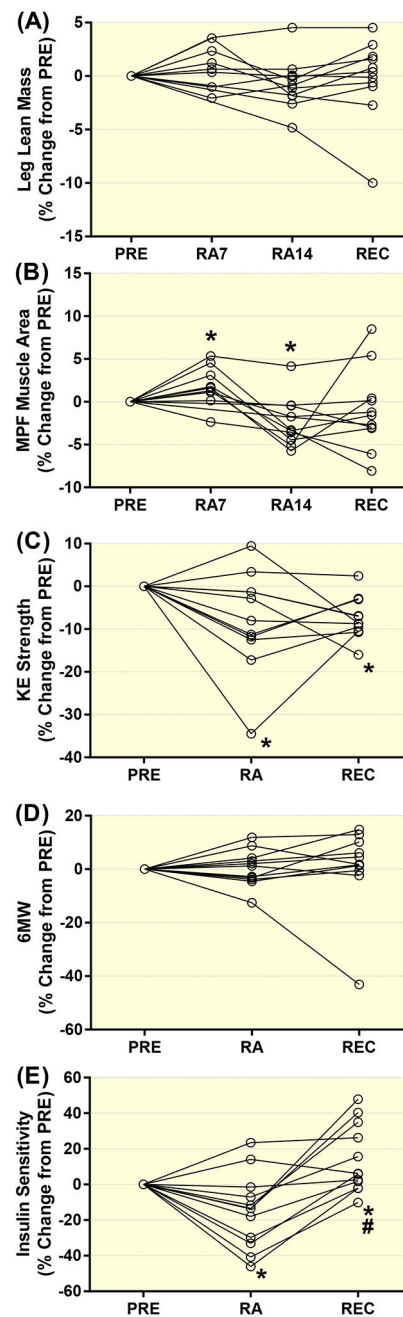 (A)
Leg Lean Mass
(% Change from PRE)
5
0
-5
-10
-15
PRE RA7 RA14 REC
(B)
MPF Muscle Area
(% Change from PRE)
15
10
5
0
-5
-10
* *
PRE RA7 RA14 REC
(C)
KE Strength
(% Change from PRE)
10
0
-10
-20
-30
-40
*
*
PRE RA REC
(D)
6MW
(% Change from PRE)
20
0
-20
-40
-60
PRE RA REC
(E)
Insulin Sensitivity
(% Change from PRE)
60
40
20
0
-20
-40
-60
*
#
*
PRE RA REC